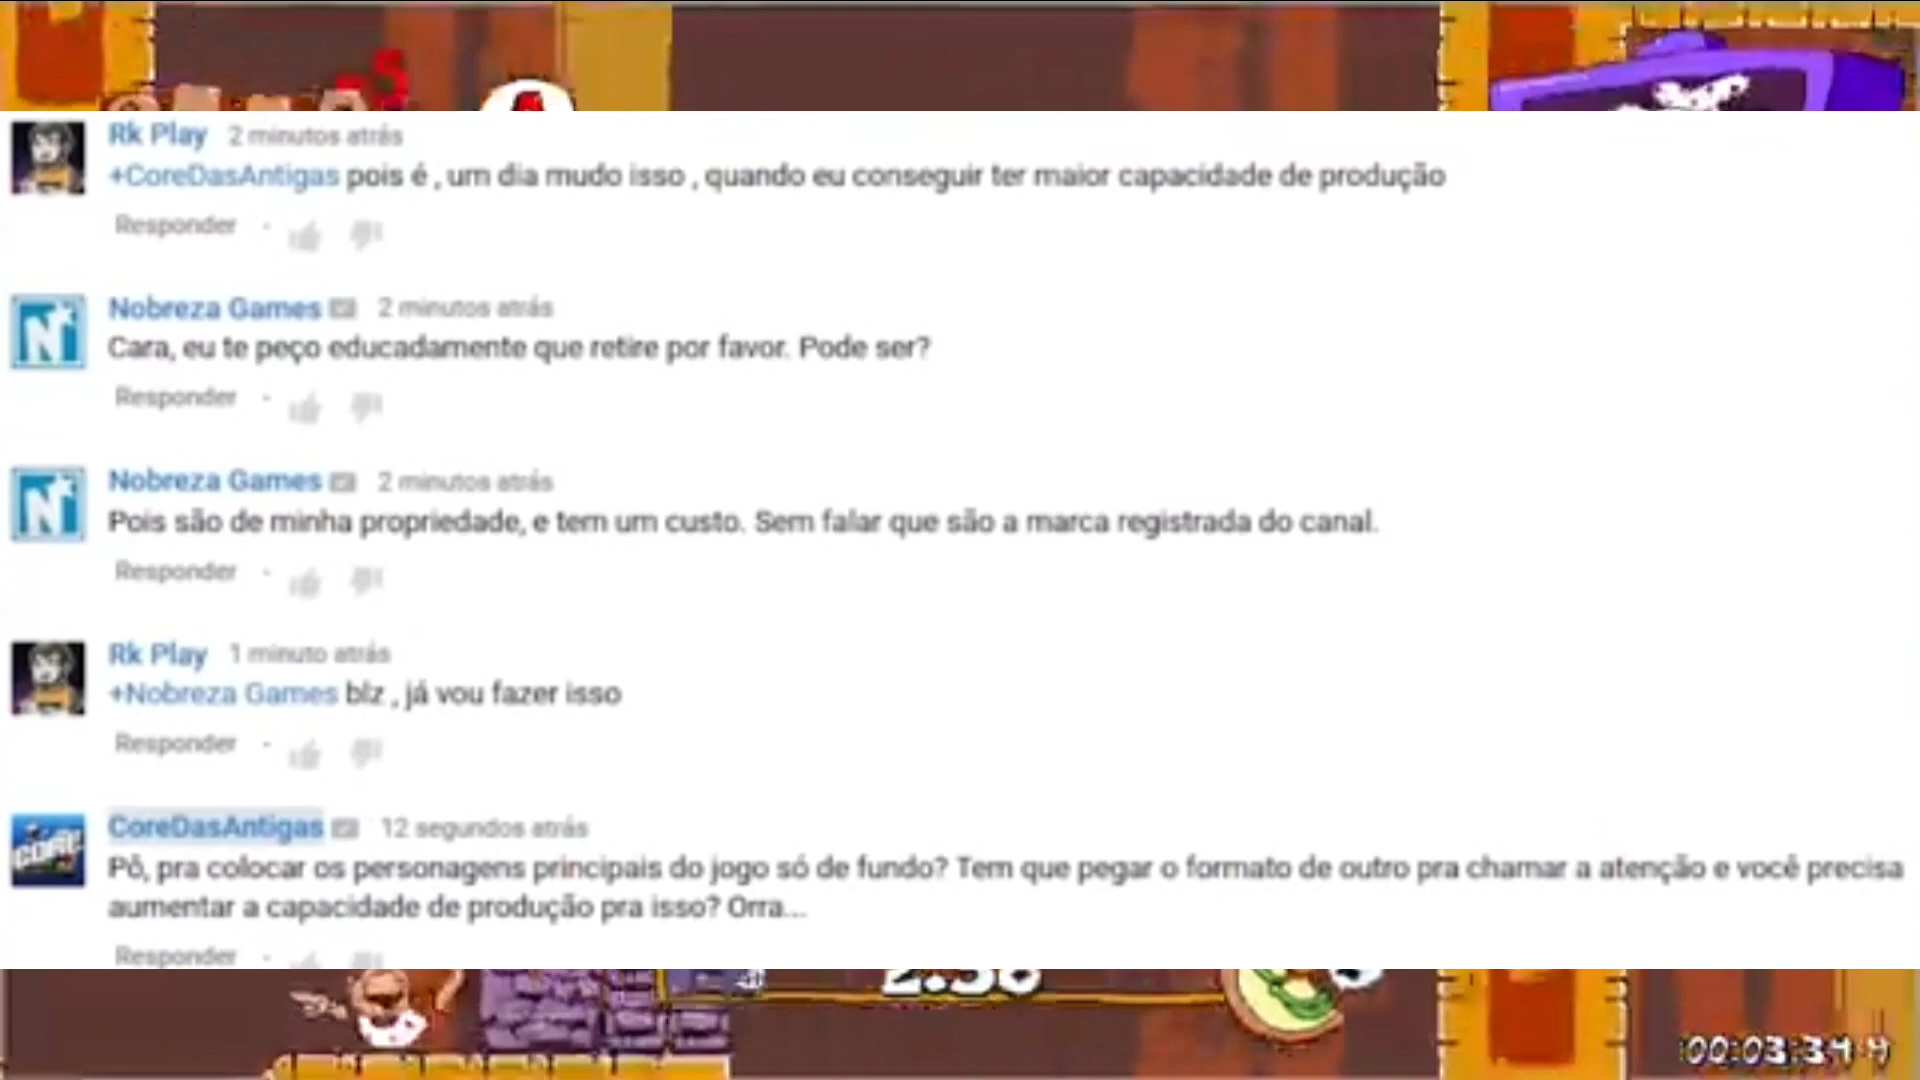 -5
Rk Play 2 minutos atrás
+CoreDasAntigas pois é , um dia mudo isso , quando eu conseguir ter maior capacidade de produção
Responder
Nobreza Games 2 minutos atrás
Cara, eu te peço educadamente que retire por favor. Pode ser?
Responder
Nobreza Games 2 minutos atrás
Pois são de minha propriedade, e tem um custo. Sem falar que são a marca registrada do canal.
Responder
Rk Play 1 minuto atrás
+Nobreza Games blz , já vou fazer isso
Responder
CoreDasAntigas 12 segundos atrás
Pô, pra colocar os personagens principais do jogo só de fundo? Tem que pegar o formato de outro pra chamar a atenção e você precisa
aumentar a capacidade de produção pra isso? Orra...
Responder